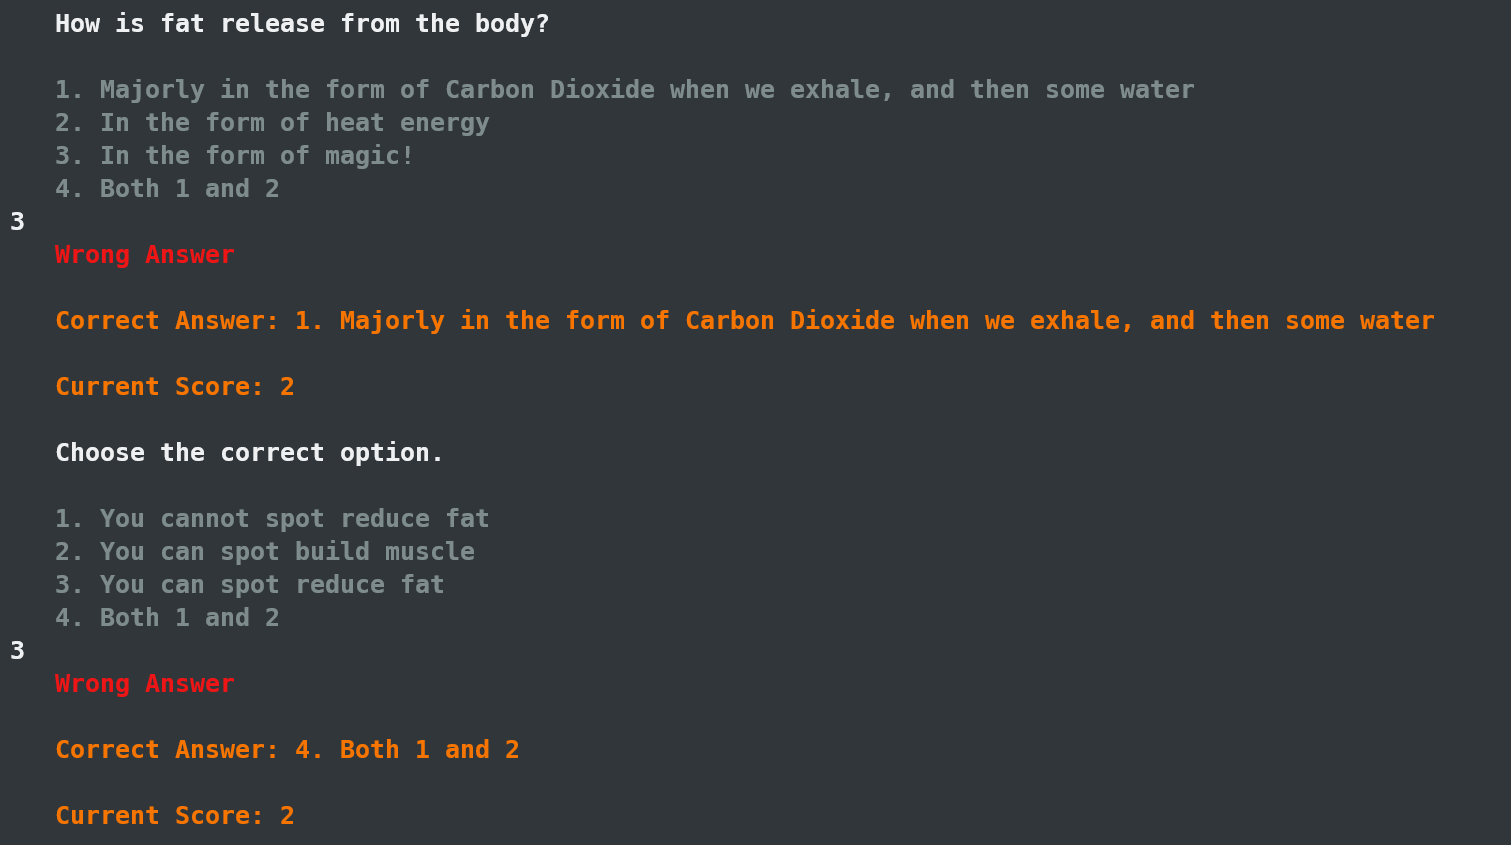 How is fat release from the body?
1. Majorly in the form of Carbon Dioxide when we exhale, and then some water
2. In the form of heat energy
3. In the form of magic!
4. Both 1 and 2
3
Wrong Answer
Correct Answer: 1. Majorly in the form of Carbon Dioxide when we exhale, and then some water
Current Score: 2
Choose the correct option.
1. You cannot spot reduce fat
2. You can spot build muscle
3. You can spot reduce fat
4. Both 1 and 2
3
Wrong Answer
Correct Answer: 4. Both 1 and 2
Current Score: 2